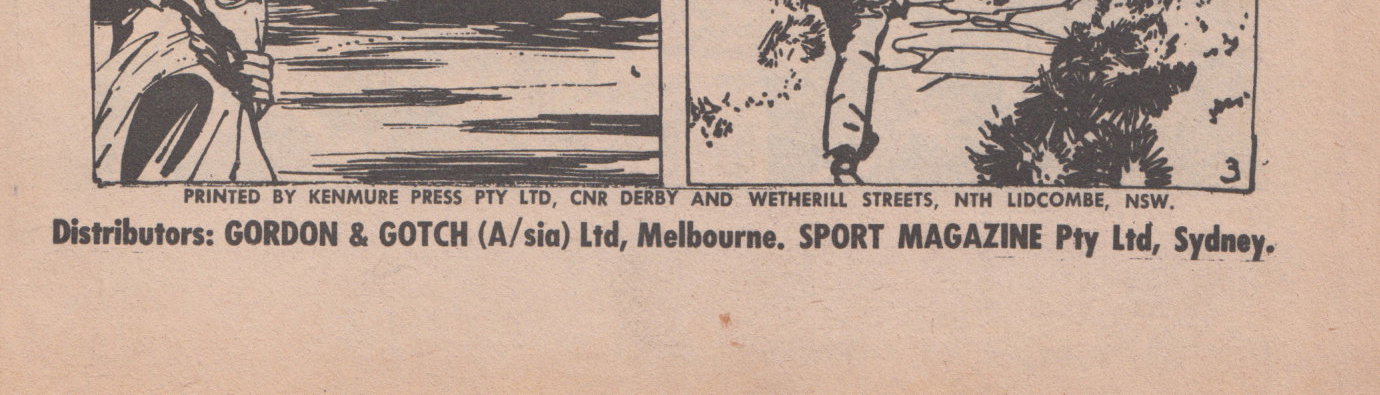 3
PRINTED BY KENMURE PRESS PTY LTD, CNR DERBY AND WETHERILL STREETS, NTH LIDCOMBE, NSW.
Distributors: GORDON & GOTCH (A/sia) Ltd, Melbourne. SPORT MAGAZINE Pty Ltd, Sydney.